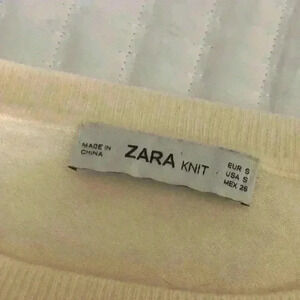 MADE IN
CHINA
ZARA KNIT
EUR S
USA S
MEX 26